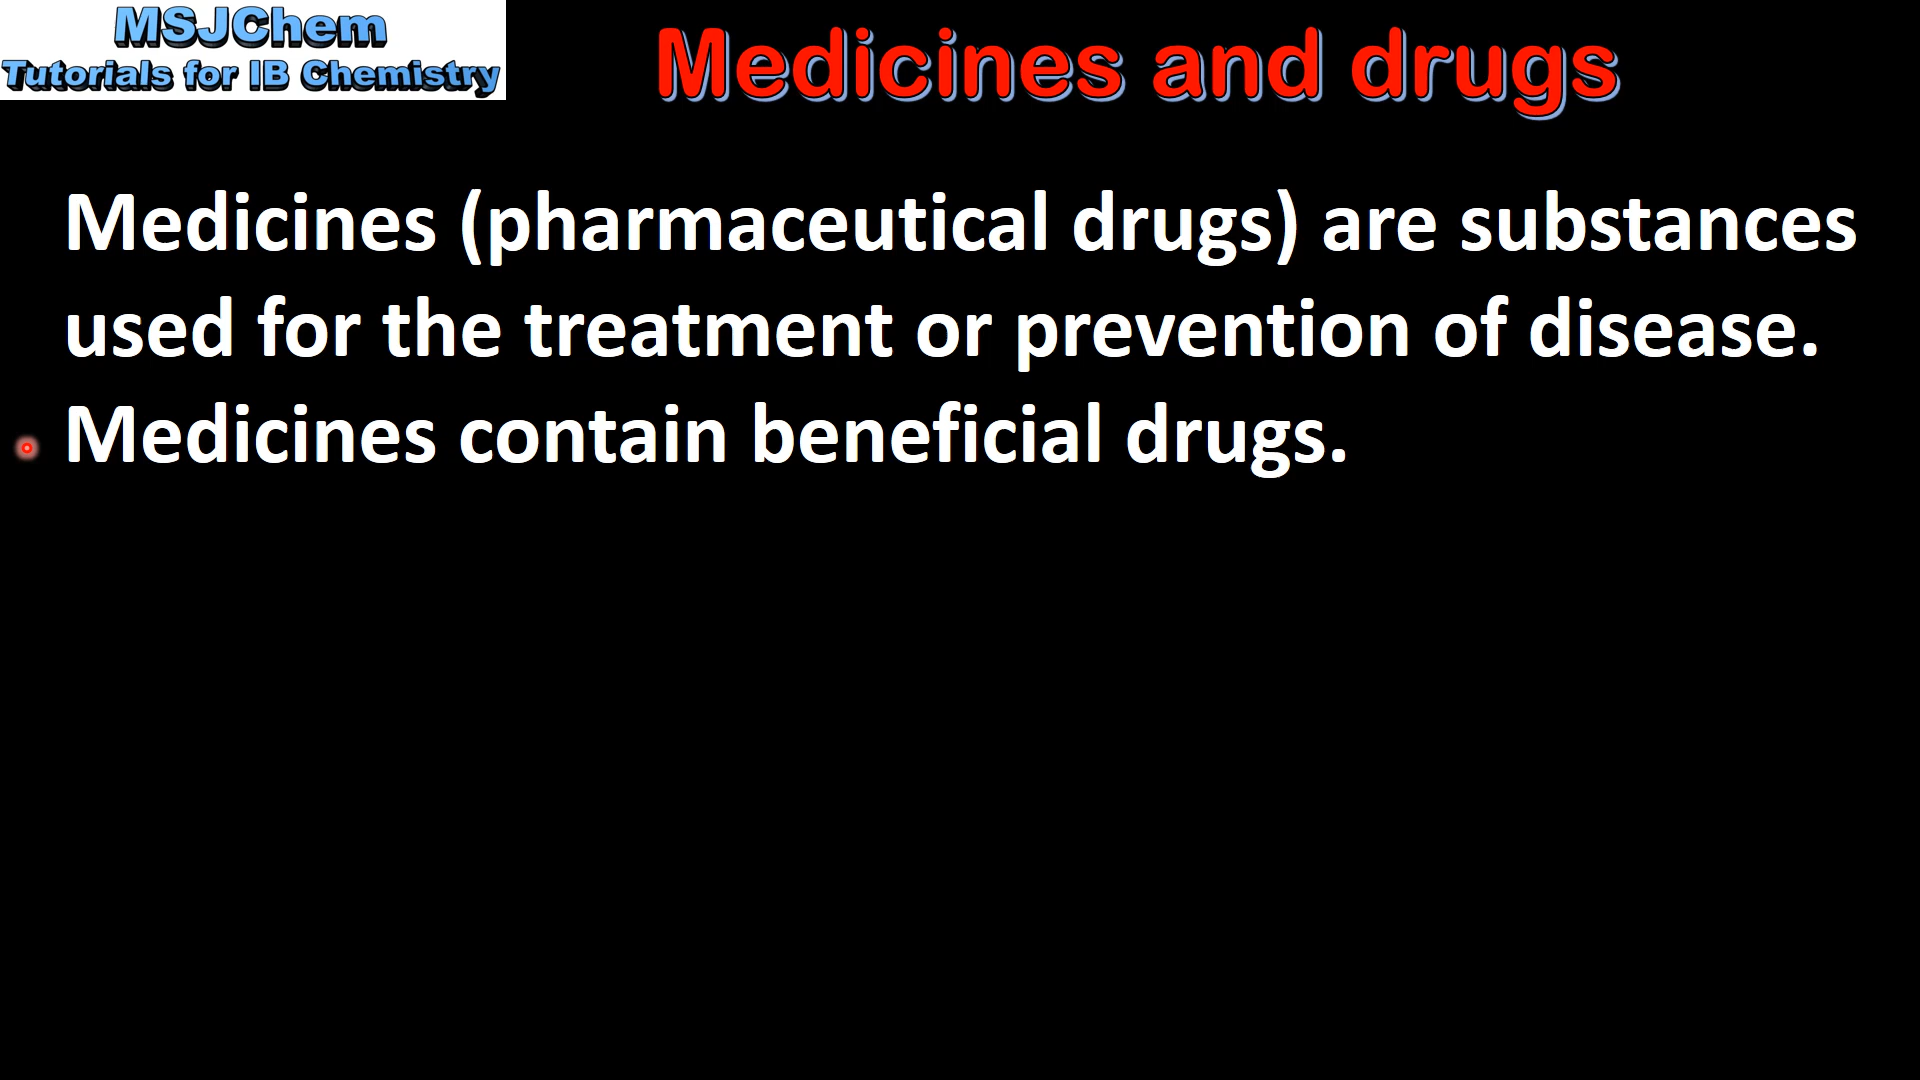 MSJChem
Tutorials for IB Chemistry
Medicines and drugs
Medicines (pharmaceutical drugs) are substances
used for the treatment or prevention of disease.
Medicines contain beneficial drugs.